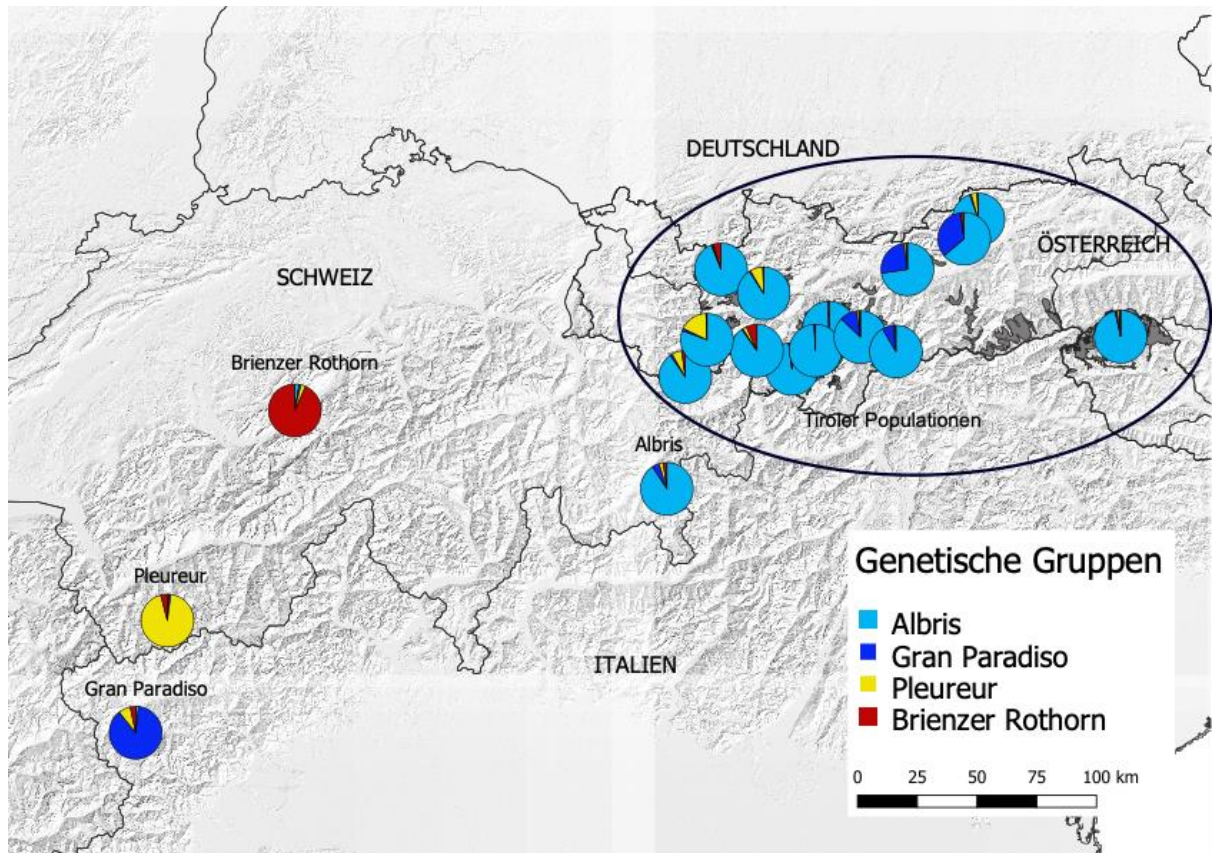 DEUTSCHLAND
ÖSTERREICH
SCHWEIZ
Brienzer Rothorn
Tiroler Populationen
Albris
Pleureur
ITALIEN
Gran Paradiso
Genetische Gruppen
Albris
Gran Paradiso
Pleureur
Brienzer Rothorn
0 25 50 75 100 km